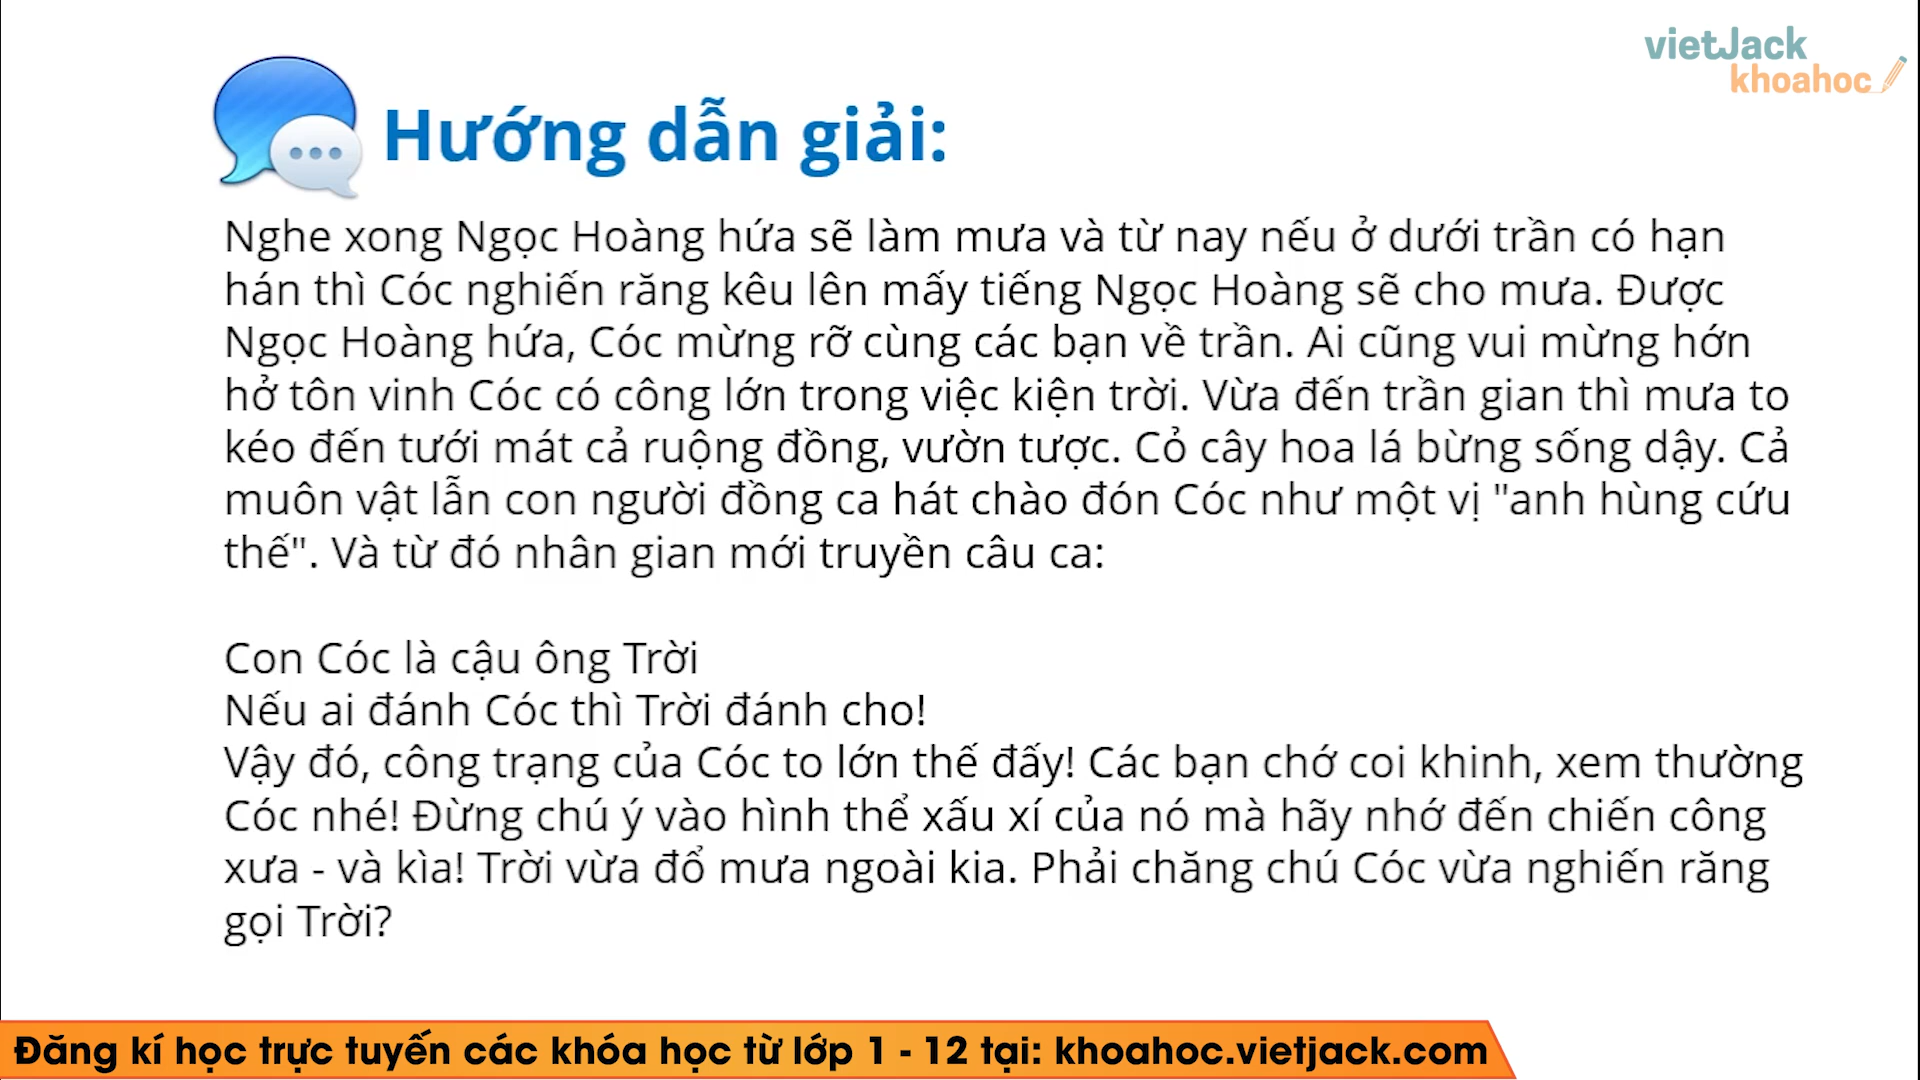 vietJack
khoahoc
Hướng dẫn giải:
Nghe xong Ngọc Hoàng hứa sẽ làm mưa và từ nay nếu ở dưới trần có hạn
hán thì Cóc nghiến răng kêu lên mấy tiếng Ngọc Hoàng sẽ cho mưa. Được
Ngọc Hoàng hứa, Cóc mừng rỡ cùng các bạn về trần. Ai cũng vui mừng hớn
hở tôn vinh Cóc có công lớn trong việc kiện trời. Vừa đến trần gian thì mưa to
kéo đến tưới mát cả ruộng đồng, vườn tược. Cỏ cây hoa lá bừng sống dậy. Cả
muôn vật lẫn con người đồng ca hát chào đón Cóc như một vị "anh hùng cứu
thế". Và từ đó nhân gian mới truyền câu ca:
Con Cóc là cậu ông Trời
Nếu ai đánh Cóc thì Trời đánh cho!
Vậy đó, công trạng của Cóc to lớn thế đấy! Các bạn chớ coi khinh, xem thường
Cóc nhé! Đừng chú ý vào hình thể xấu xí của nó mà hãy nhớ đến chiến công
xưa - và kìa! Trời vừa đổ mưa ngoài kia. Phải chăng chú Cóc vừa nghiến răng
gọi Trời?
Đăng kí học trực tuyến các khóa học từ lớp 1 - 12 tại: khoahoc.vietjack.com